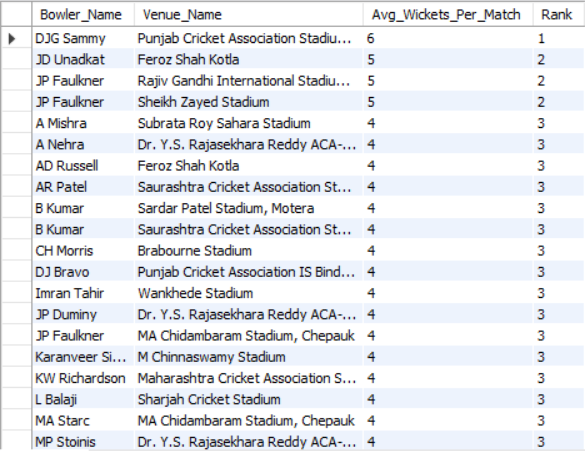 Bowler_Name Venue_Name Avg_Wickets_Per_Match Rank
DJG Sammy Punjab Cricket Association Stadiu... 6 1
JD Unadkat Feroz Shah Kotla 5 2
JP Faulkner Rajiv Gandhi International Stadiu... 5 2
JP Faulkner Sheikh Zayed Stadium 5 2
A Mishra Subrata Roy Sahara Stadium 4 3
A Nehra Dr. Y.S. Rajasekhara Reddy ACA-... 4 3
AD Russell Feroz Shah Kotla 4 3
AR Patel Saurashtra Cricket Association St... 4 3
B Kumar Sardar Patel Stadium, Motera 4 3
B Kumar Saurashtra Cricket Association St... 4 3
CH Morris Brabourne Stadium 4 3
DJ Bravo Punjab Cricket Association IS Bind... 4 3
Imran Tahir Wankhede Stadium 4 3
JP Duminy Dr. Y.S. Rajasekhara Reddy ACA-... 4 3
JP Faulkner MA Chidambaram Stadium, Chepauk 4 3
Karanveer Si... M Chinnaswamy Stadium 4 3
KW Richardson Maharashtra Cricket Association S... 4 3
L Balaji Sharjah Cricket Stadium 4 3
MA Starc MA Chidambaram Stadium, Chepauk 4 3
MP Stoinis Dr. Y.S. Rajasekhara Reddy ACA-... 4 3